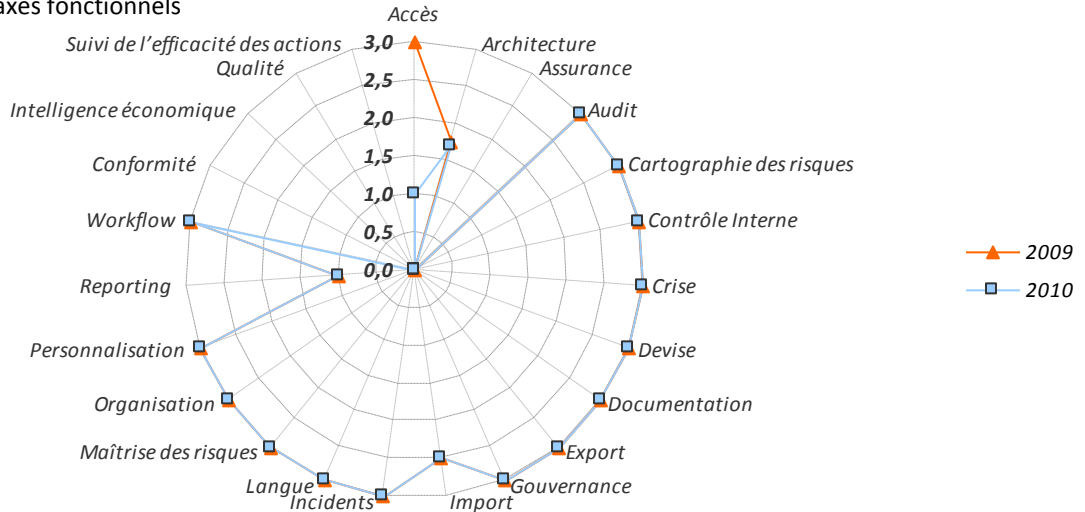 axes fonctionnels
Accès
Suivi de l'efficacité des actions
3,0
Architecture
Qualité
2,5
Assurance
Intelligence économique
2,0
Audit
Conformité
1,5
Cartographie des risques
Workflow
1,0
Contrôle Interne
0,5
2009
Reporting
0,0
Crise
2010
Personnalisation
Devise
Organisation
Documentation
Maîtrise des risques
Export
Langue
Gouvernance
Incidents
Import